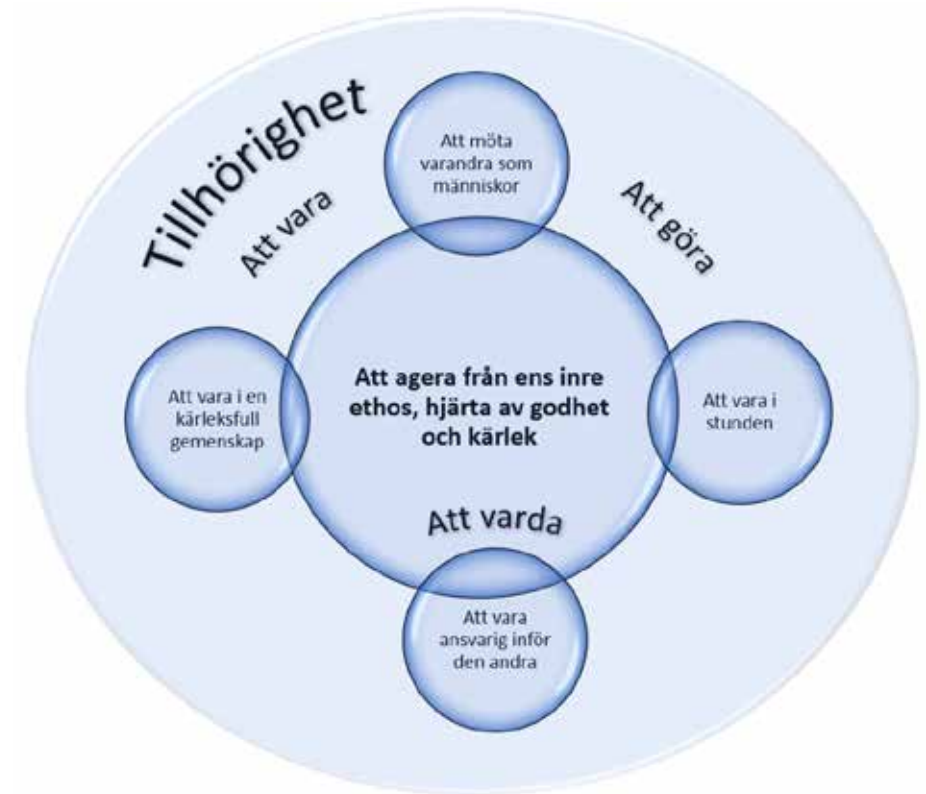 Tillhörighet
Att vara
Att möta
varandra som
människor
Att göra
Att vara i en
kärleksfull
gemenskap
Att agera från ens inre
ethos, hjärta av godhet
och kärlek
Att vara i
stunden
Att varda
Att vara
ansvarig inför
den andra